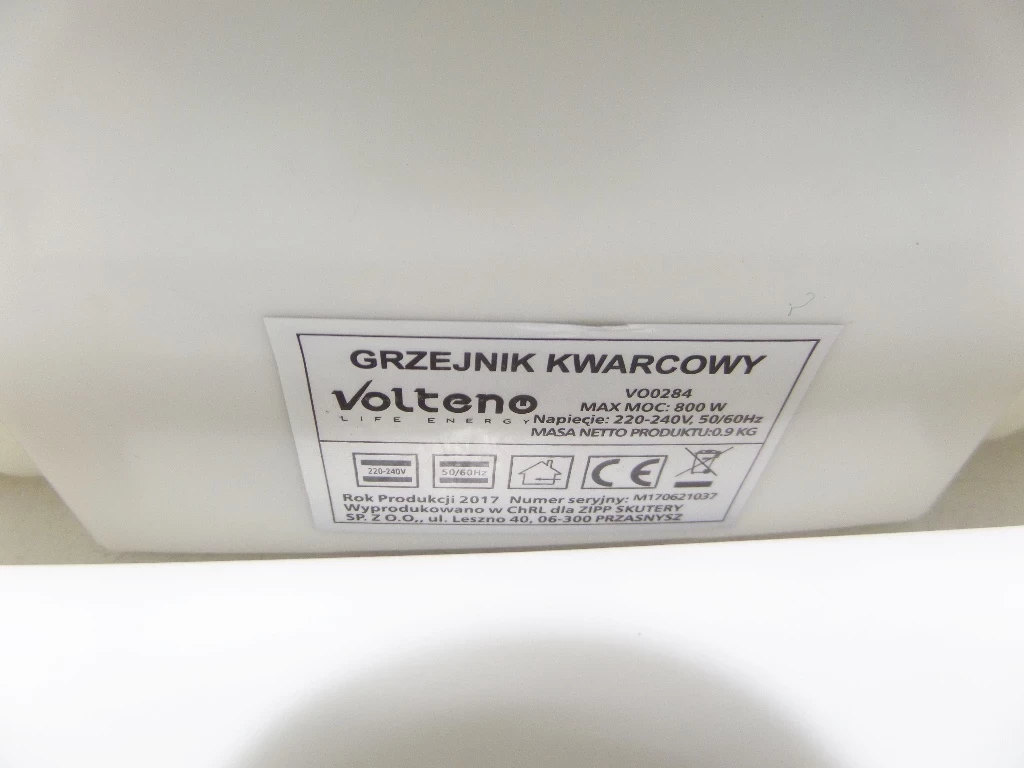 GRZEJNIK KWARCOWY
Volteno
LIFE ENERGY
VO0284
MAX MOC: 800 W
Napięcie: 220-240V, 50/60Hz
MASA NETTO PRODUKTU:0.9 KG
220-240V
50/60Hz
CE
Rok Produkcji 2017 Numer seryjny: M170621037
Wyprodukowano w ChRL dla ZIPP SKUTERY
SP. Z O.O,, ul. Leszno 40, 06-300 PRZASNYSZ